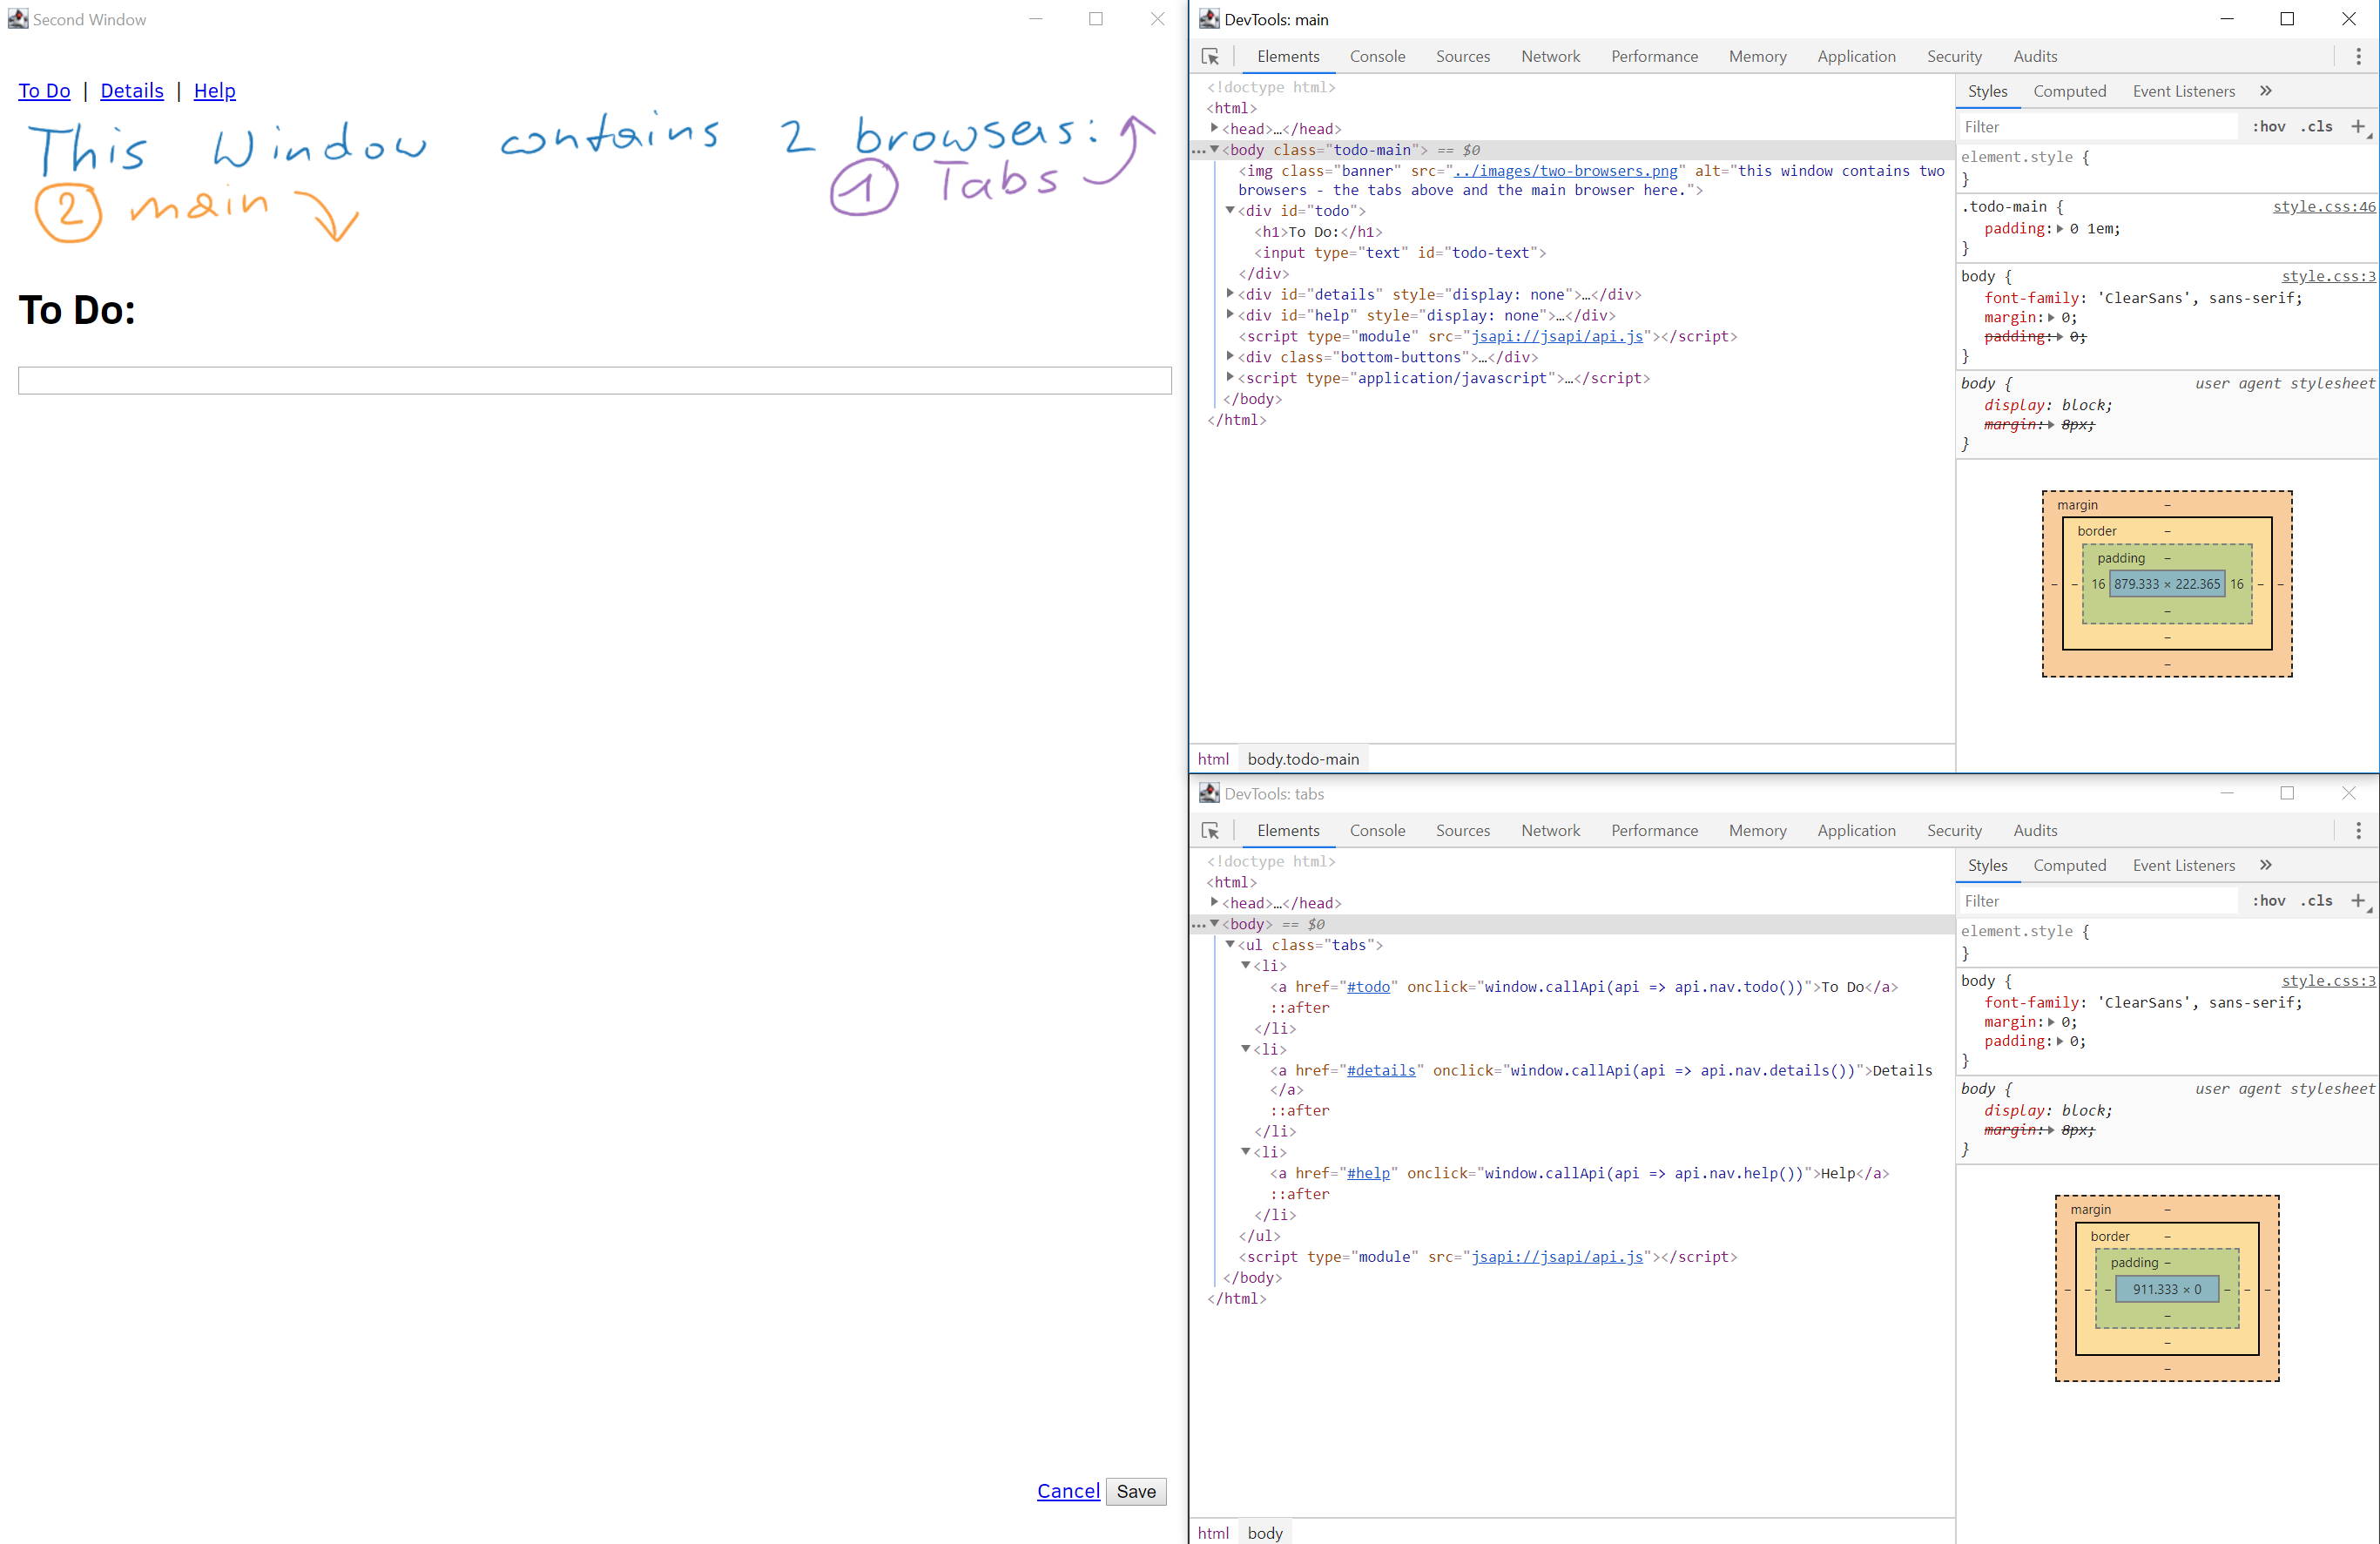 Second Window
To Do | Details | Help
This Window contains 2 browsers:
① Tabs
② main
To Do:
Cancel Save
DevTools: main
Elements Console Sources Network Performance Memory Application Security Audits
<!doctype html>
<html>
<head>…</head>
…<body class="todo-main"> == $0
<img class="banner" src="../images/two-browsers.png" alt="this window contains two
browsers - the tabs above and the main browser here.">
<div id="todo">
<h1>To Do:</h1>
<input type="text" id="todo-text">
</div>
<div id="details" style="display: none">…</div>
<div id="help" style="display: none">…</div>
<script type="module" src="jsapi://jsapi/api.js"></script>
<div class="bottom-buttons">…</div>
<script type="application/javascript">…</script>
</body>
</html>
html body.todo-main
Styles Computed Event Listeners »
Filter :hov .cls +
element.style {
}
.todo-main { style.css:46
padding: 0 1em;
}
body { style.css:3
font-family: 'ClearSans', sans-serif;
margin: 0;
padding: 0;
}
body { user agent stylesheet
display: block;
margin: 8px;
}
margin –
border –
padding –
– – 16 879.333 × 222.365 16 – –
–
–
–
DevTools: tabs
Elements Console Sources Network Performance Memory Application Security Audits
<!doctype html>
<html>
<head>…</head>
…<body> == $0
<ul class="tabs">
<li>
<a href="#todo" onclick="window.callApi(api => api.nav.todo())">To Do</a>
::after
</li>
<li>
<a href="#details" onclick="window.callApi(api => api.nav.details())">Details
</a>
::after
</li>
<li>
<a href="#help" onclick="window.callApi(api => api.nav.help())">Help</a>
::after
</li>
</ul>
<script type="module" src="jsapi://jsapi/api.js"></script>
</body>
</html>
html body
Styles Computed Event Listeners »
Filter :hov .cls +
element.style {
}
body { style.css:3
font-family: 'ClearSans', sans-serif;
margin: 0;
padding: 0;
}
body { user agent stylesheet
display: block;
margin: 8px;
}
margin –
border –
padding –
– – – 911.333 × 0 – – –
–
–
–